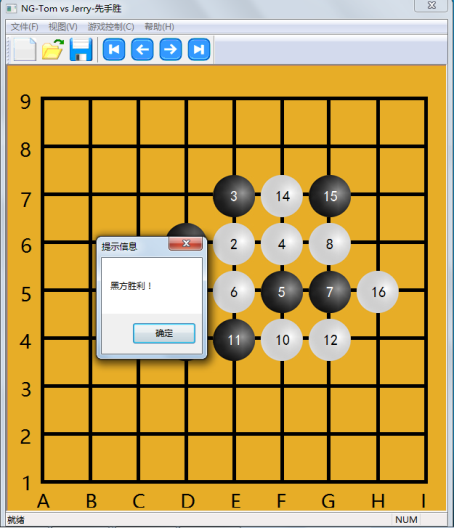 NG-Tom vs Jerry-先手胜
文件(F) 视图(V) 游戏控制(C) 帮助(H)
9
8
7 3 14 15
6 2 4 8
提示信息
5 6 5 7 16
黑方胜利！
确定
4 11 10 12
3
2
1
A B C D E F G H I
就绪 NUM